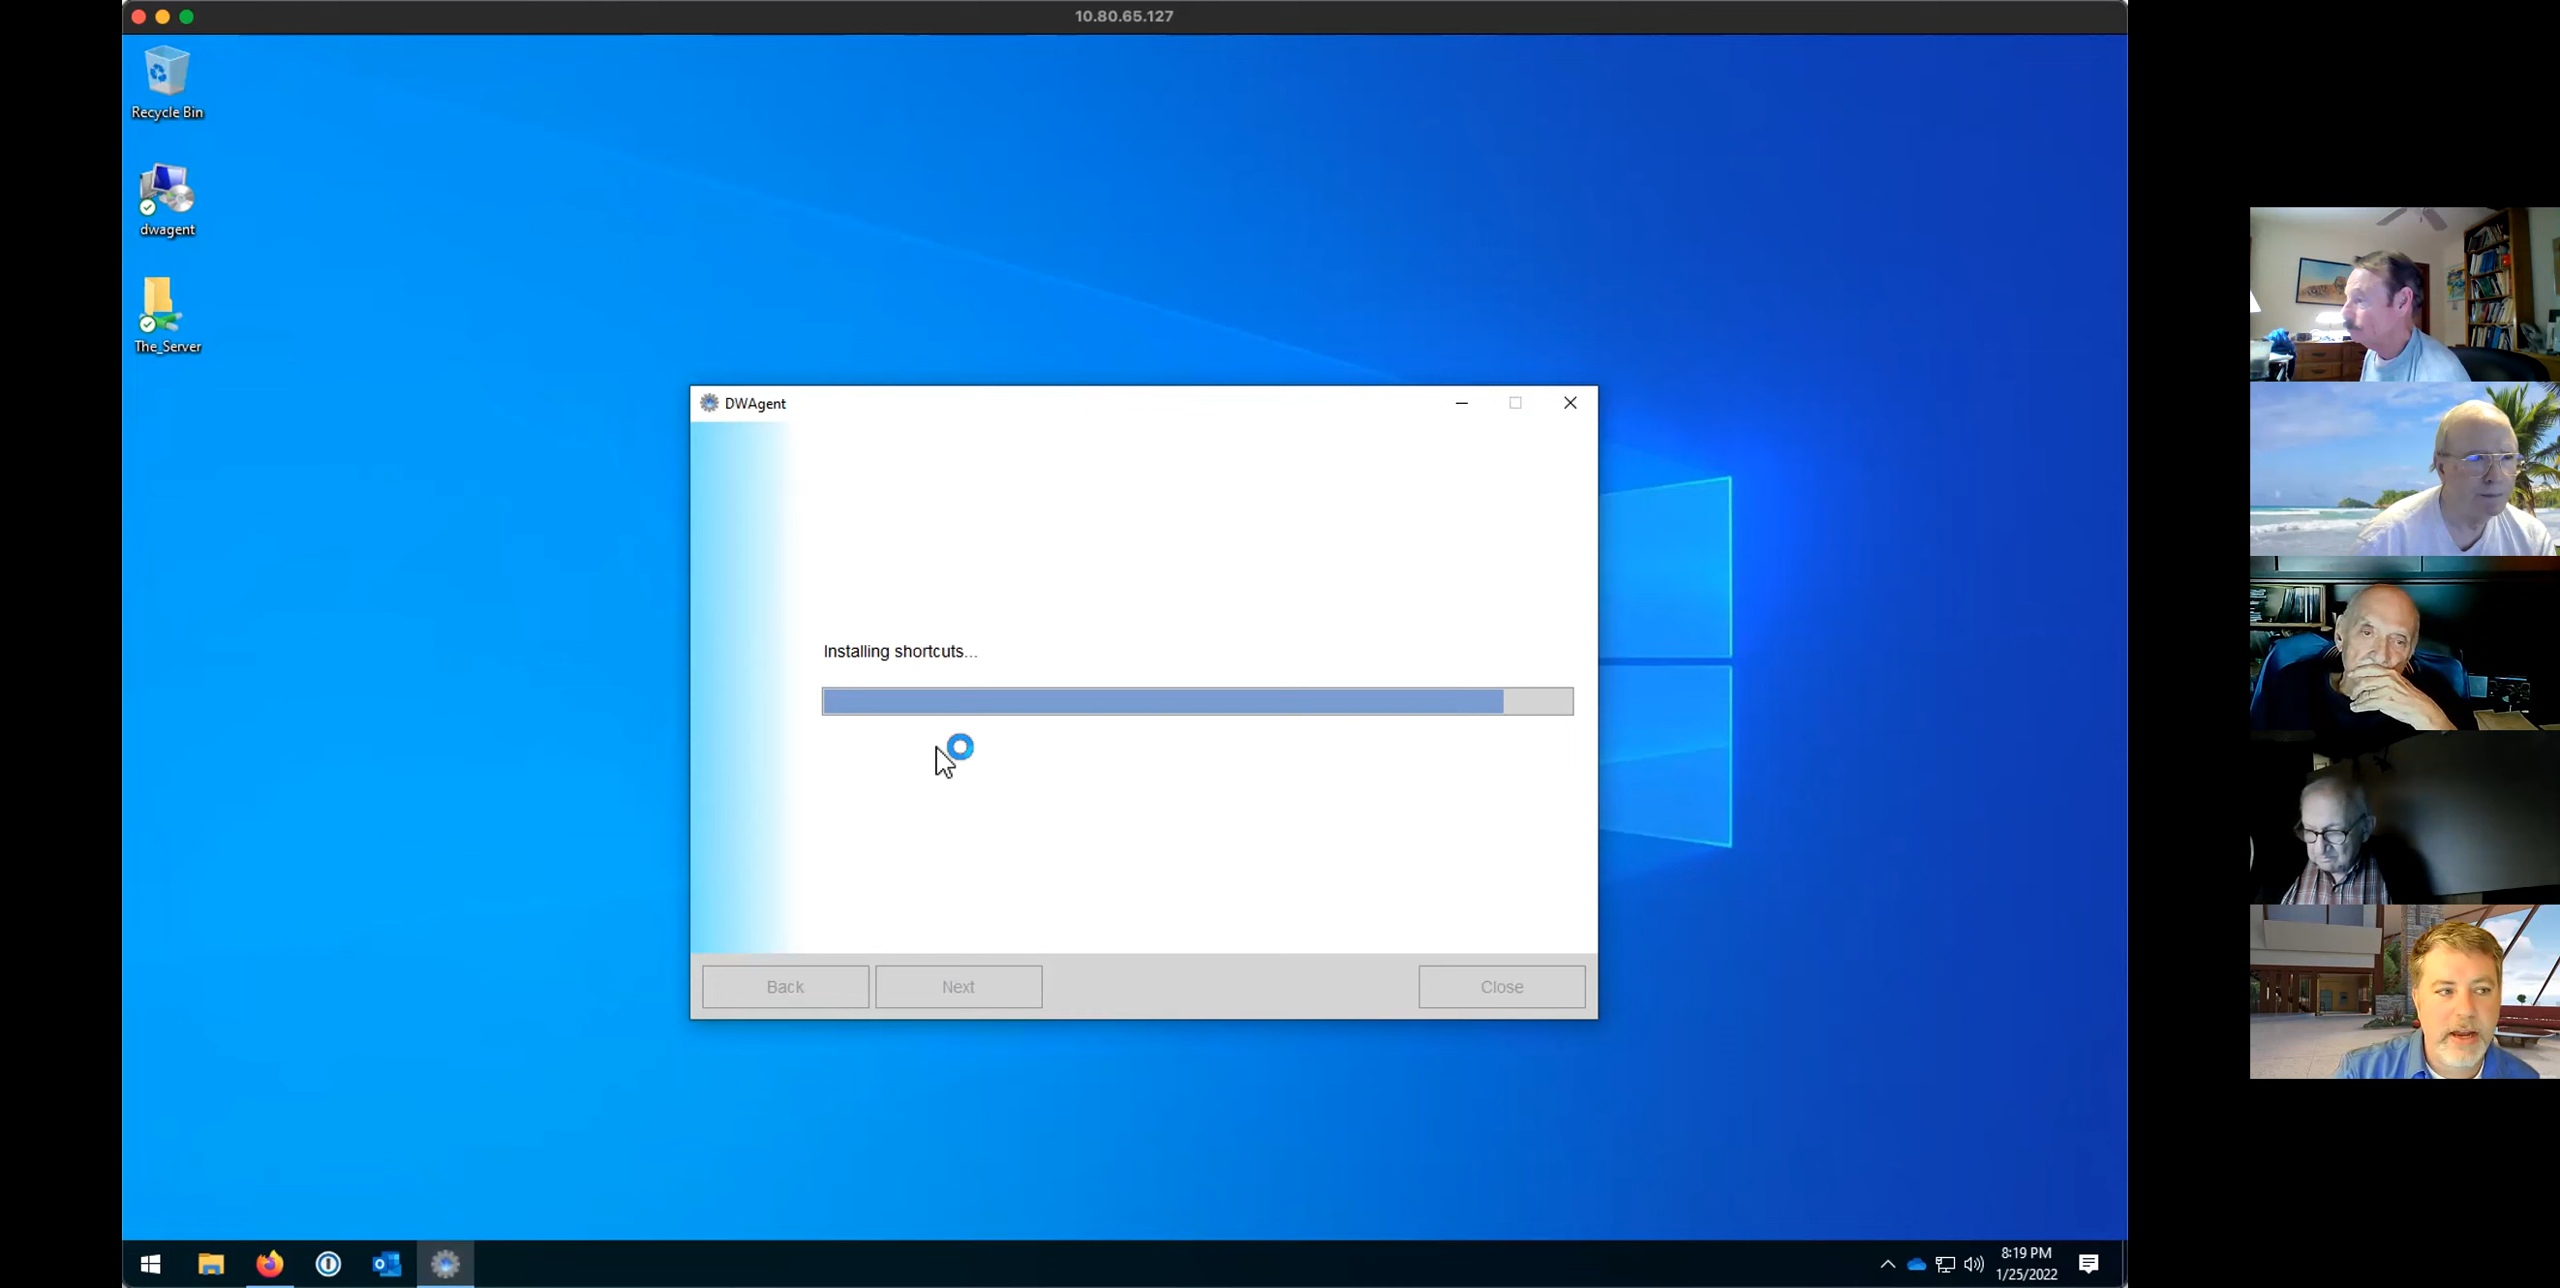 10.80.65.127
Recycle Bin
dwagent
The_Server
DWAgent
Installing shortcuts...
Back
Next
Close
8:19 PM
1/25/2022